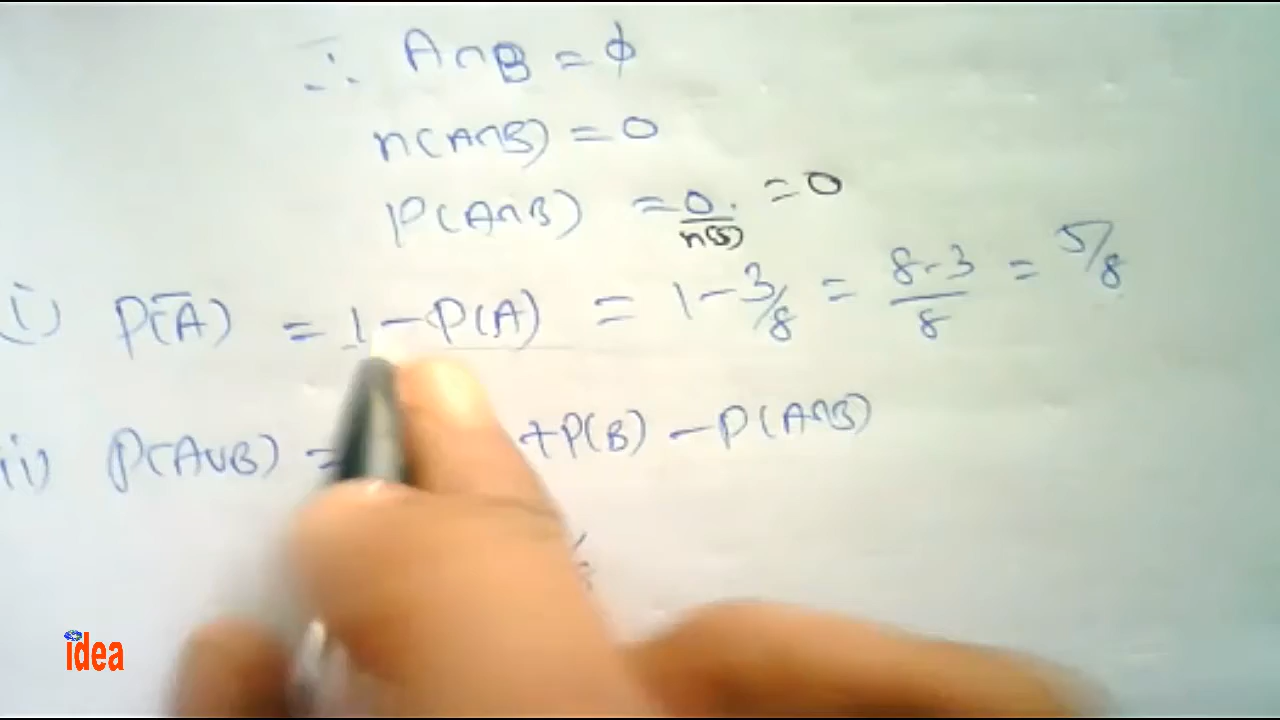 ∴ A∩B = ϕ
n(A∩B) = 0
P(A∩B) = 0/n(S) = 0
i) P(A̅) = 1 - P(A) = 1 - 3/8 = 8-3/8 = 5/8
ii) P(A∪B) = +P(B) - P(A∩B)
idea